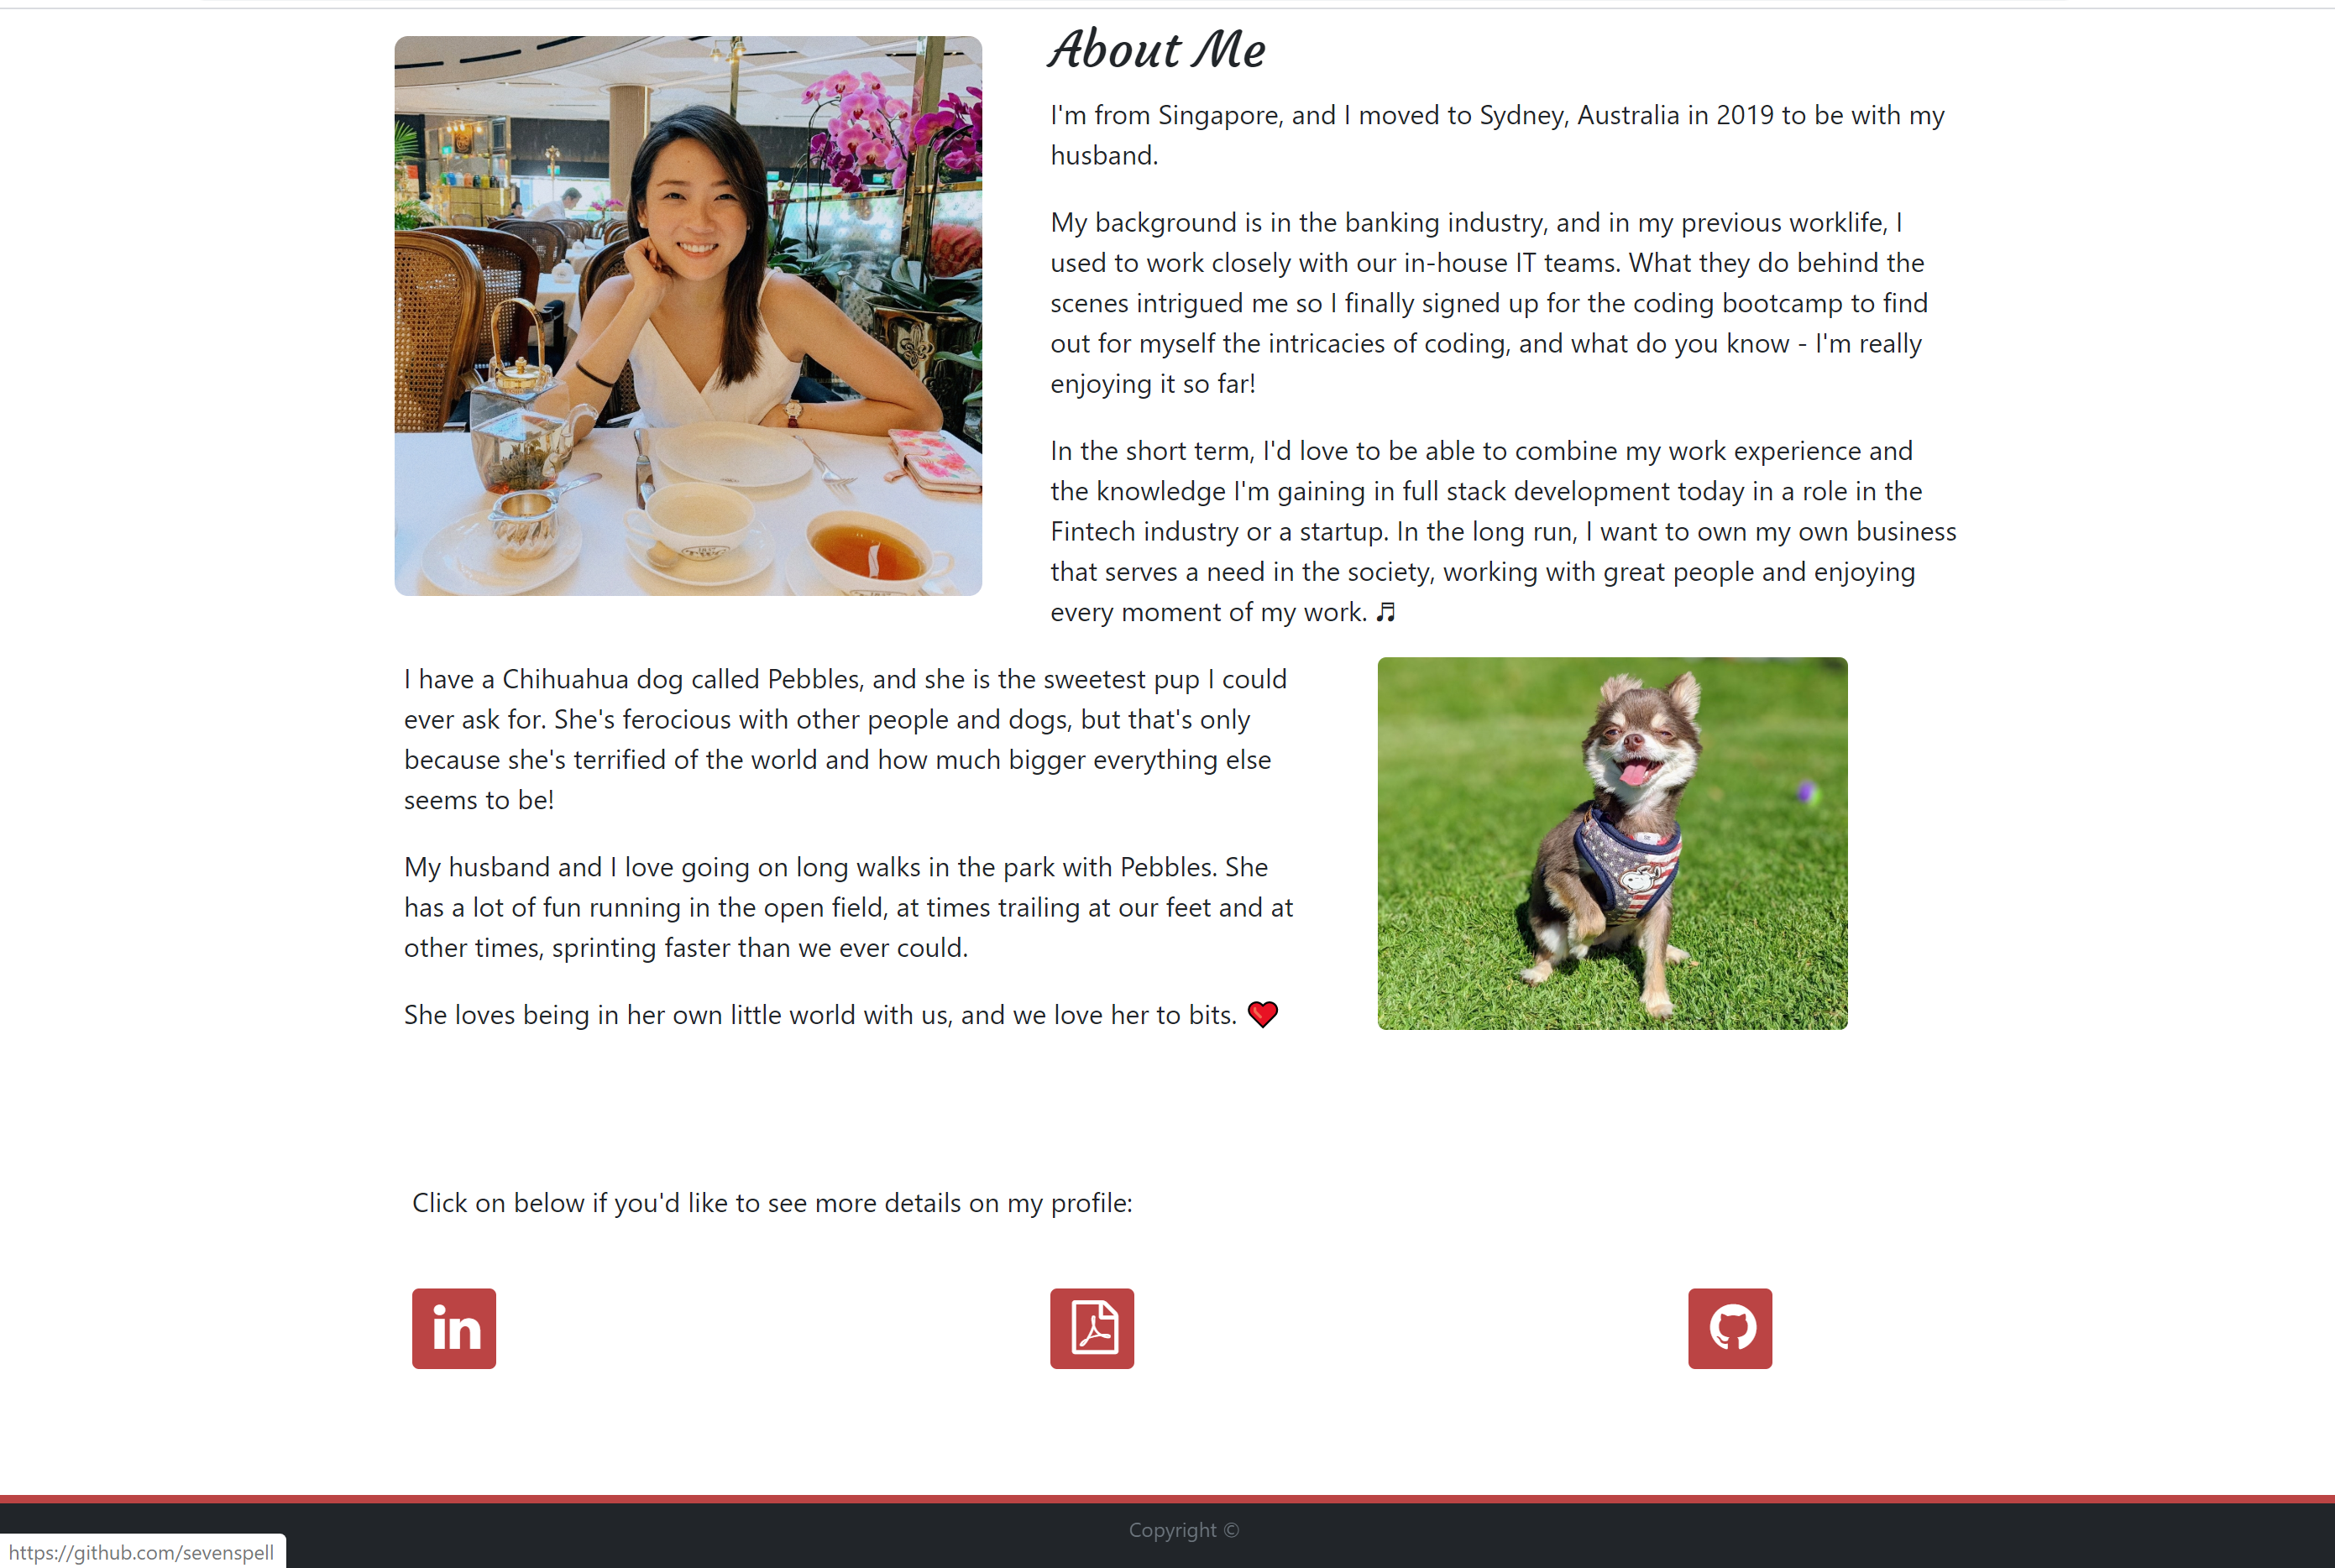 About Me
I'm from Singapore, and I moved to Sydney, Australia in 2019 to be with my
husband.
My background is in the banking industry, and in my previous worklife, I
used to work closely with our in-house IT teams. What they do behind the
scenes intrigued me so I finally signed up for the coding bootcamp to find
out for myself the intricacies of coding, and what do you know - I'm really
enjoying it so far!
In the short term, I'd love to be able to combine my work experience and
the knowledge I'm gaining in full stack development today in a role in the
Fintech industry or a startup. In the long run, I want to own my own business
that serves a need in the society, working with great people and enjoying
every moment of my work. ♬
I have a Chihuahua dog called Pebbles, and she is the sweetest pup I could
ever ask for. She's ferocious with other people and dogs, but that's only
because she's terrified of the world and how much bigger everything else
seems to be!
My husband and I love going on long walks in the park with Pebbles. She
has a lot of fun running in the open field, at times trailing at our feet and at
other times, sprinting faster than we ever could.
She loves being in her own little world with us, and we love her to bits. ❤️
Click on below if you'd like to see more details on my profile:
in
Copyright ©
https://github.com/sevenspell